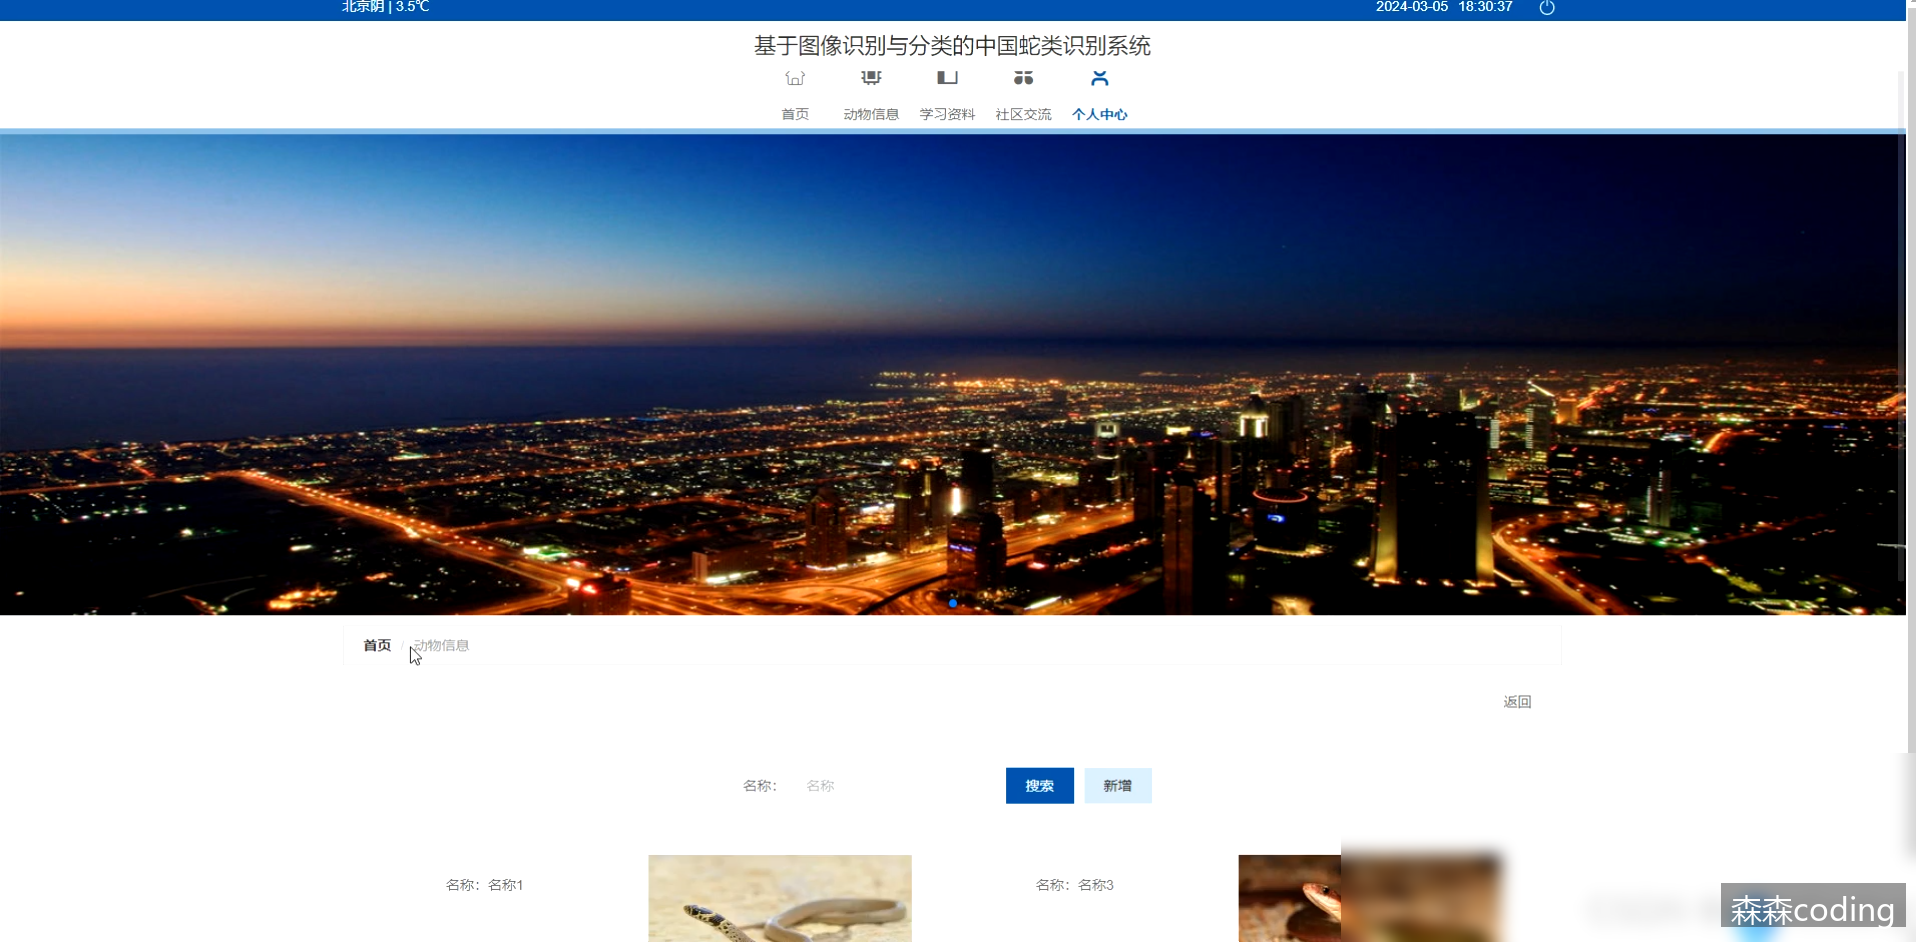 北京阴 | 3.5℃
2024-03-05 18:30:37
基于图像识别与分类的中国蛇类识别系统
首页 动物信息 学习资料 社区交流 个人中心
首页 / 动物信息
返回
名称： 名称 搜索 新增
名称：名称1 名称：名称3
森森coding